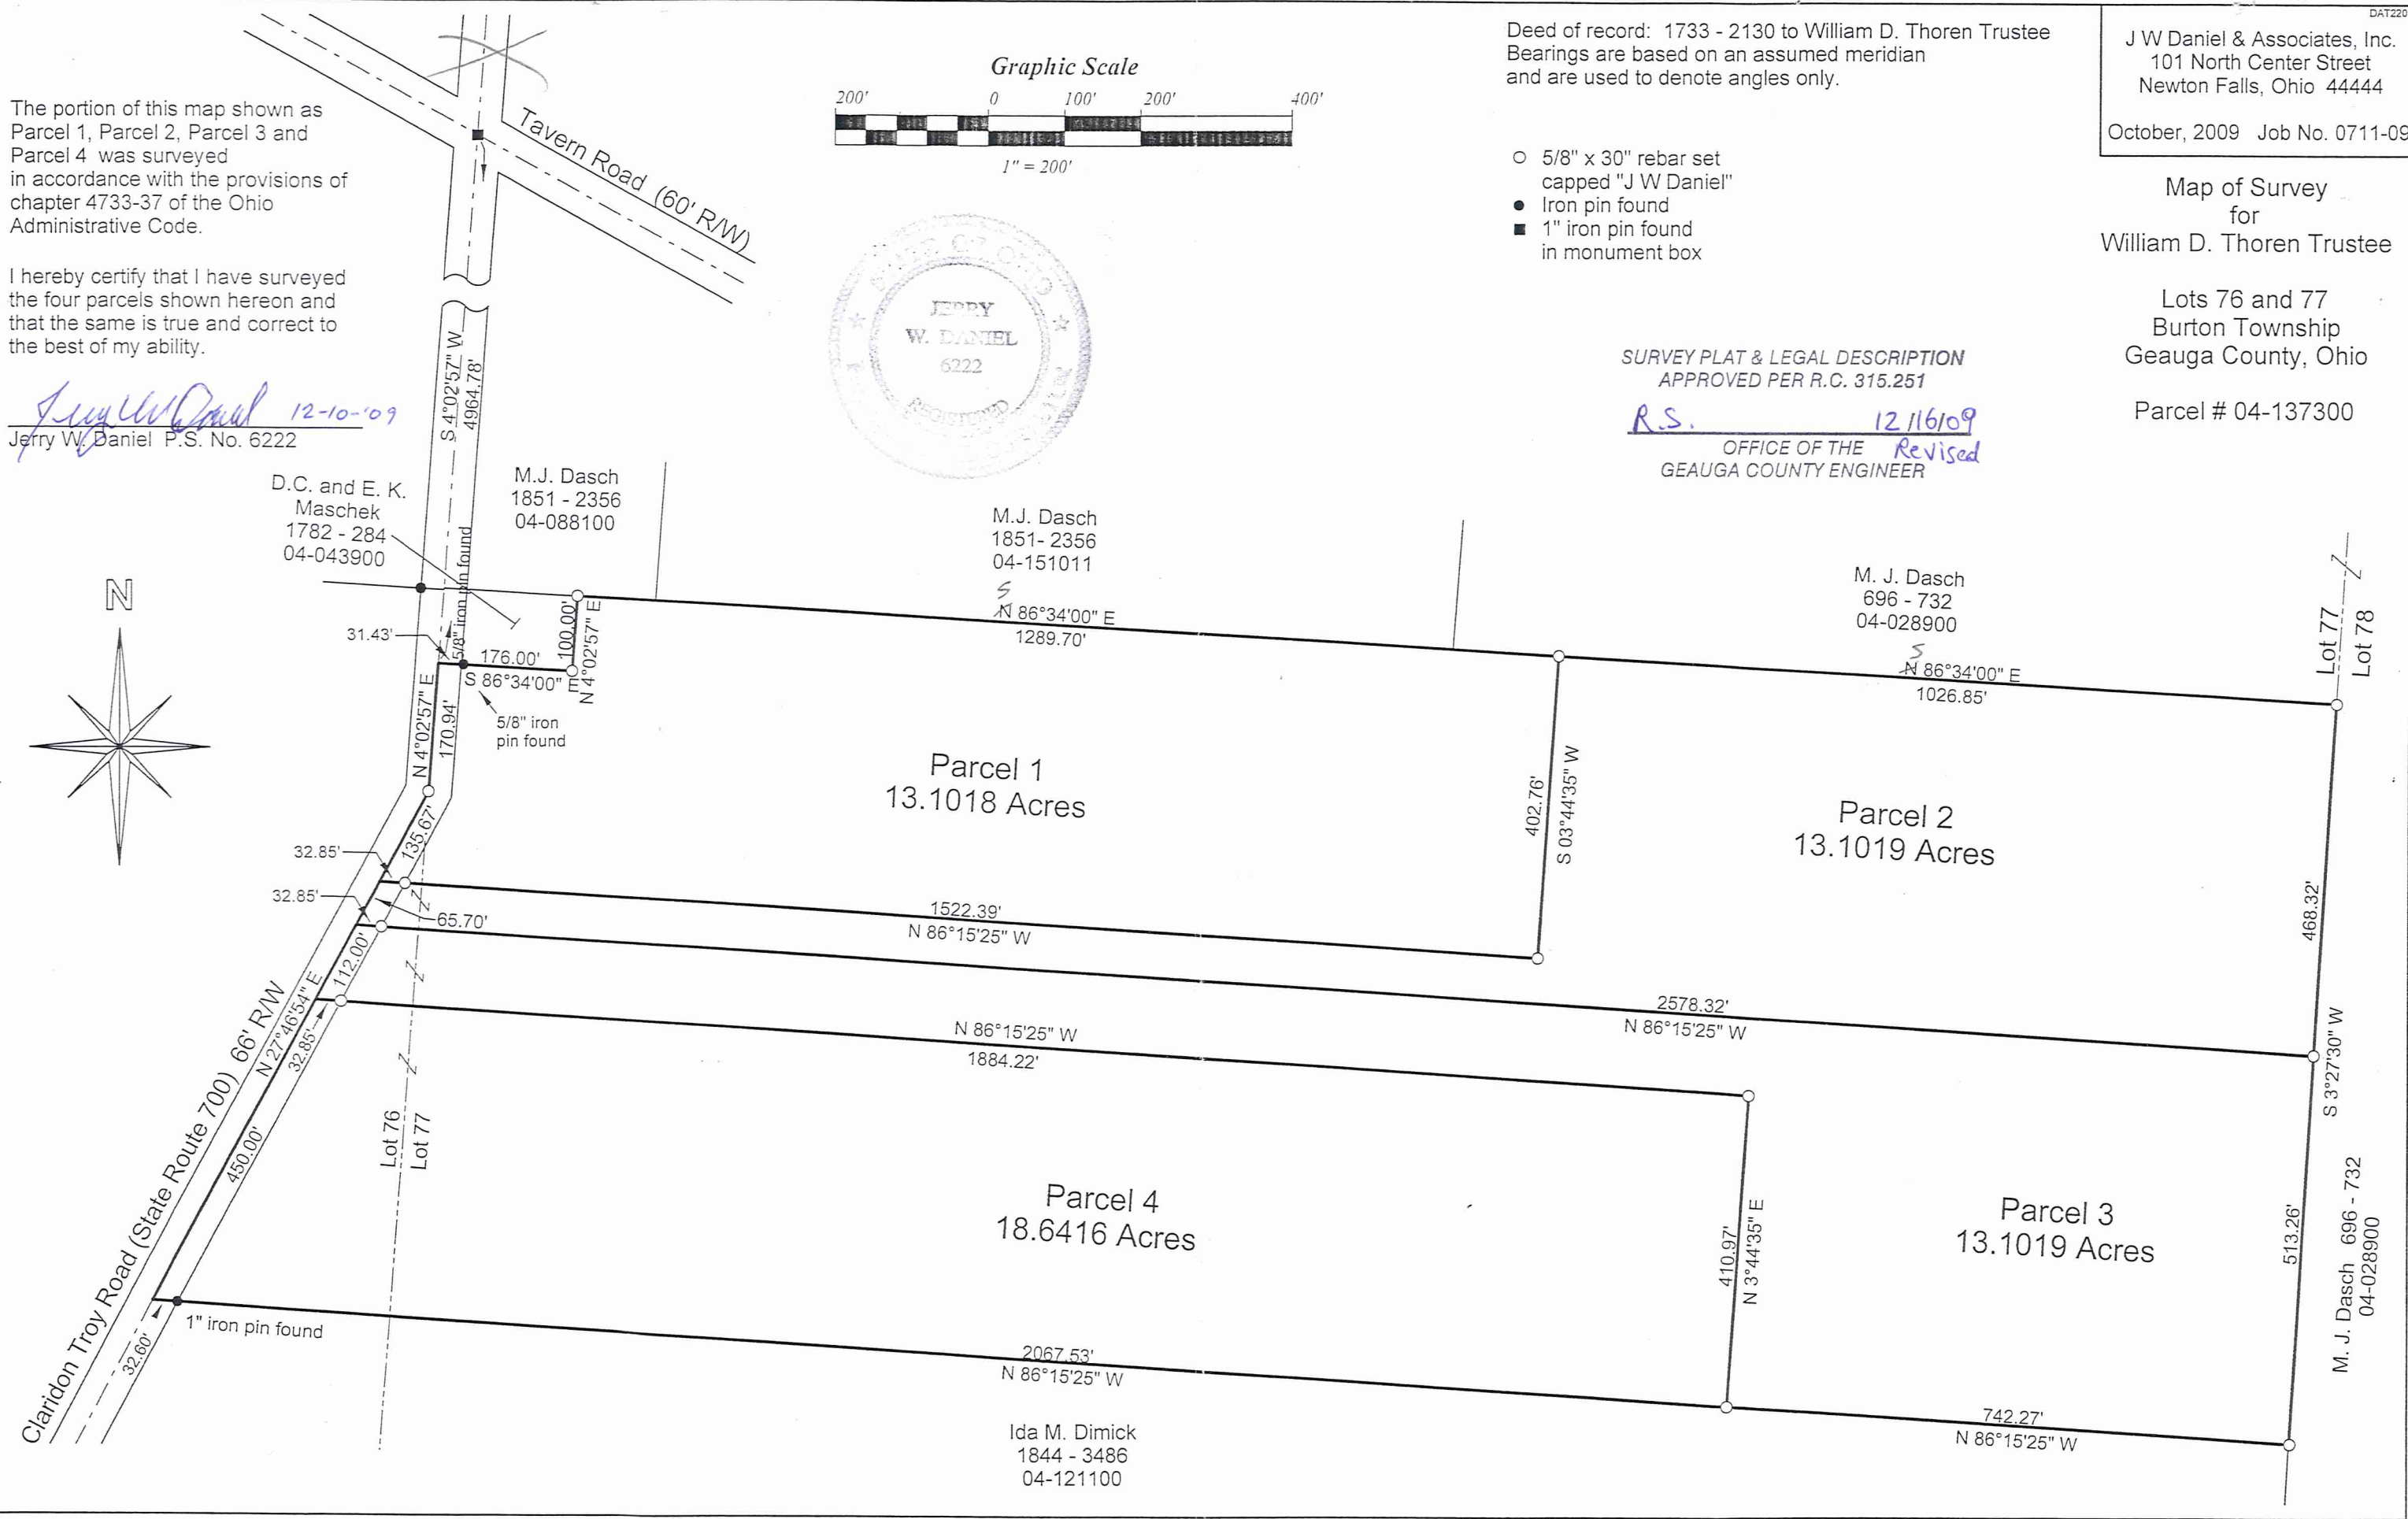 DAT220
J W Daniel & Associates, Inc.
101 North Center Street
Newton Falls, Ohio 44444
October, 2009 Job No. 0711-09
Map of Survey
for
William D. Thoren Trustee
Lots 76 and 77
Burton Township
Geauga County, Ohio
Parcel # 04-137300
Deed of record: 1733 - 2130 to William D. Thoren Trustee
Bearings are based on an assumed meridian
and are used to denote angles only.
5/8" x 30" rebar set
capped "J W Daniel"
Iron pin found
1" iron pin found
in monument box
SURVEY PLAT & LEGAL DESCRIPTION
APPROVED PER R.C. 315.251
R.S. 12/16/09
OFFICE OF THE Revised
GEAUGA COUNTY ENGINEER
Graphic Scale
200' 0 100' 200' 400'
1" = 200'
STATE OF OHIO
JERRY
W. DANIEL
6222
REGISTERED
The portion of this map shown as
Parcel 1, Parcel 2, Parcel 3 and
Parcel 4 was surveyed
in accordance with the provisions of
chapter 4733-37 of the Ohio
Administrative Code.
I hereby certify that I have surveyed
the four parcels shown hereon and
that the same is true and correct to
the best of my ability.
Jerry W Daniel 12-10-'09
Jerry W. Daniel P.S. No. 6222
Tavern Road (60' R/W)
S 4°02'57" W
4964.78'
D.C. and E. K.
Maschek
1782 - 284
04-043900
M.J. Dasch
1851 - 2356
04-088100
M.J. Dasch
1851- 2356
04-151011
M. J. Dasch
696 - 732
04-028900
Lot 77
Lot 78
N
5/8" iron pin found
31.43'
176.00'
S 86°34'00" E
100.00'
N 4°02'57" E
5/8" iron
pin found
S
N 86°34'00" E
1289.70'
S
N 86°34'00" E
1026.85'
N 4°02'57" E
170.94'
135.67'
32.85'
32.85'
65.70'
112.00'
N 27°46'54" E
32.85'
450.00'
Claridon Troy Road (State Route 700) 66' R/W
32.60'
1" iron pin found
Lot 76
Lot 77
Parcel 1
13.1018 Acres
402.76'
S 03°44'35" W
Parcel 2
13.1019 Acres
468.32'
1522.39'
N 86°15'25" W
2578.32'
N 86°15'25" W
S 3°27'30" W
N 86°15'25" W
1884.22'
Parcel 4
18.6416 Acres
410.97'
N 3°44'35" E
Parcel 3
13.1019 Acres
513.26'
M. J. Dasch 696 - 732
04-028900
2067.53'
N 86°15'25" W
742.27'
N 86°15'25" W
Ida M. Dimick
1844 - 3486
04-121100